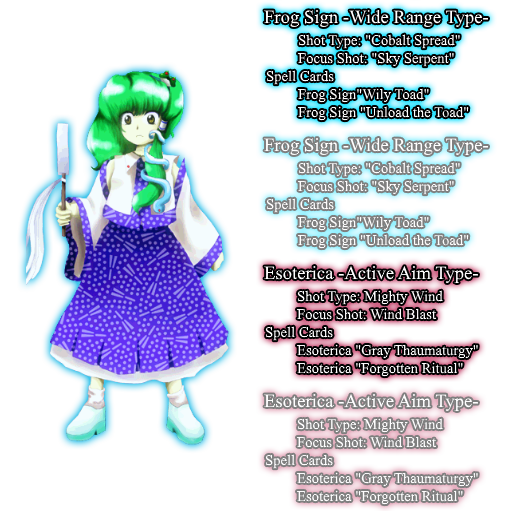 Frog Sign -Wide Range Type-
Shot Type: "Cobalt Spread"
Focus Shot: "Sky Serpent"
Spell Cards
Frog Sign"Wily Toad"
Frog Sign "Unload the Toad"
Frog Sign -Wide Range Type-
Shot Type: "Cobalt Spread"
Focus Shot: "Sky Serpent"
Spell Cards
Frog Sign"Wily Toad"
Frog Sign "Unload the Toad"
Esoterica -Active Aim Type-
Shot Type: Mighty Wind
Focus Shot: Wind Blast
Spell Cards
Esoterica "Gray Thaumaturgy"
Esoterica "Forgotten Ritual"
Esoterica -Active Aim Type-
Shot Type: Mighty Wind
Focus Shot: Wind Blast
Spell Cards
Esoterica "Gray Thaumaturgy"
Esoterica "Forgotten Ritual"